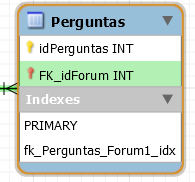 Perguntas
idPerguntas INT
FK_idForum INT
Indexes
PRIMARY
fk_Perguntas_Forum1_idx